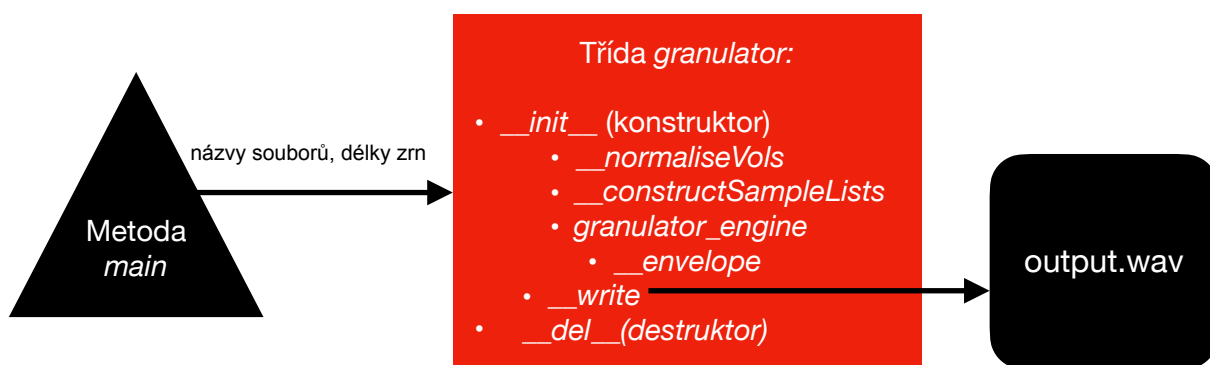 Třída granulator:
• __init__ (konstruktor)
• __normaliseVols
• __constructSampleLists
• granulator_engine
• __envelope
• __write
• __del__(destruktor)
názvy souborů, délky zrn
Metoda
main
output.wav